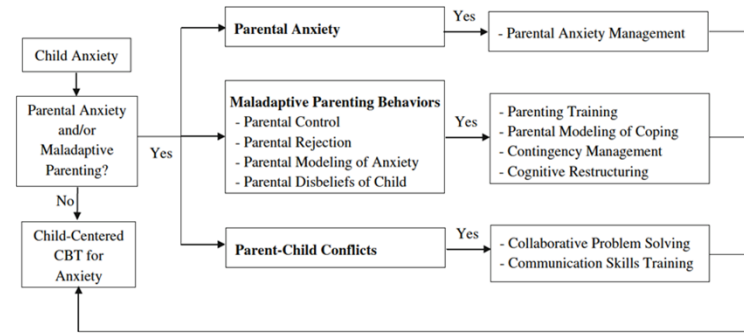 Child Anxiety
Parental Anxiety
and/or
Maladaptive
Parenting?
Yes
No
Child-Centered
CBT for
Anxiety
Parental Anxiety
Yes
- Parental Anxiety Management
Maladaptive Parenting Behaviors
- Parental Control
- Parental Rejection
- Parental Modeling of Anxiety
- Parental Disbeliefs of Child
Yes
- Parenting Training
- Parental Modeling of Coping
- Contingency Management
- Cognitive Restructuring
Parent-Child Conflicts
Yes
- Collaborative Problem Solving
- Communication Skills Training